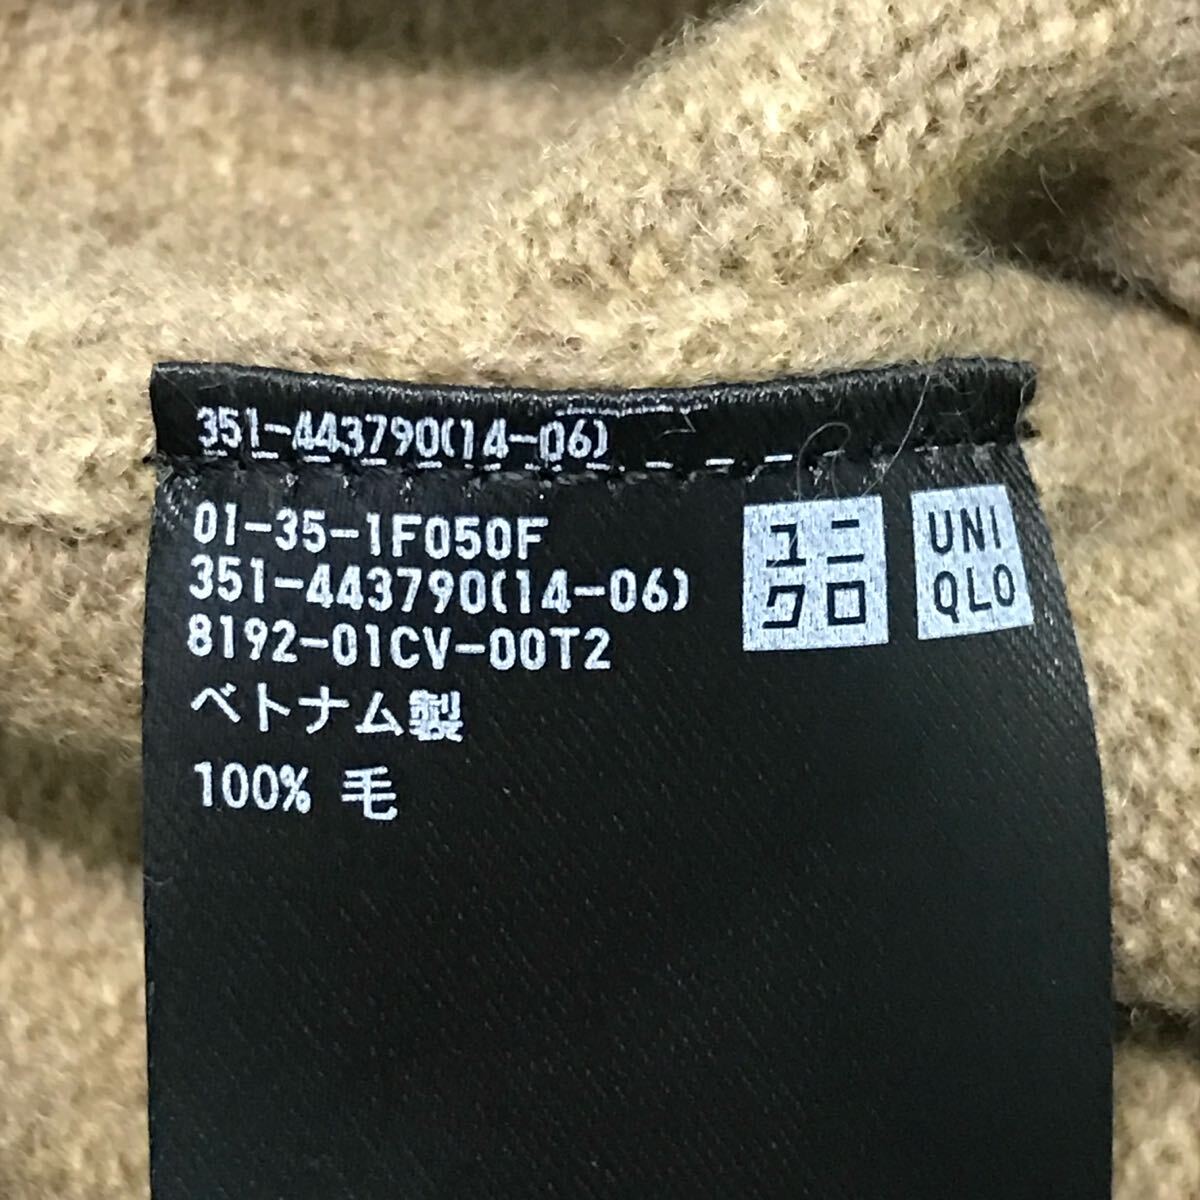 351-443790(14-06)
01-35-1F050F
351-443790(14-06)
8192-01CV-00T2
ベトナム製
100% 毛
ユニ
クロ
UNI
QLO